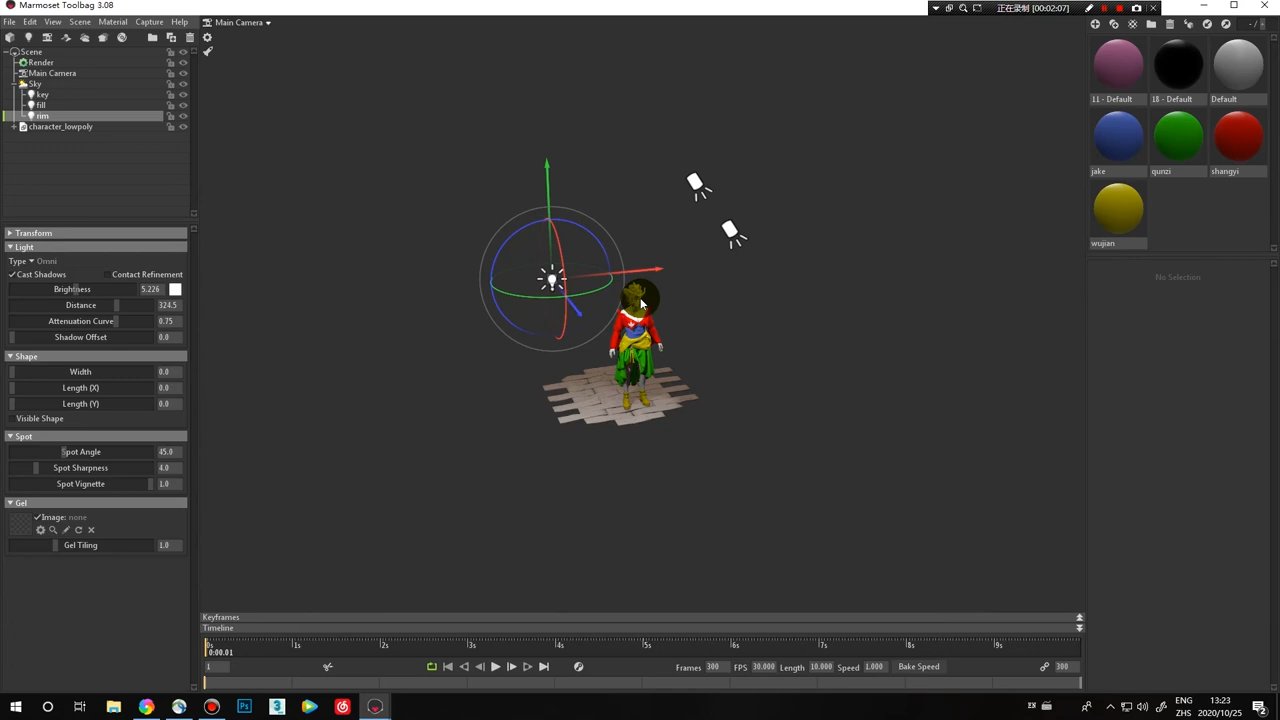 Marmoset Toolbag 3.08
正在录制 [00:02:07]
File Edit View Scene Material Capture Help
Main Camera
- / -
Scene
Render
Main Camera
Sky
key
fill
rim
character_lowpoly
11 - Default
18 - Default
Default
jake
qunzi
shangyi
wujian
No Selection
Transform
Light
Type Omni
Cast Shadows Contact Refinement
Brightness 5.226
Distance 324.5
Attenuation Curve 0.75
Shadow Offset 0.0
Shape
Width 0.0
Length (X) 0.0
Length (Y) 0.0
Visible Shape
Spot
Spot Angle 45.0
Spot Sharpness 4.0
Spot Vignette 1.0
Gel
Image: none
Gel Tiling 1.0
Keyframes
Timeline
0s 1s 2s 3s 4s 5s 6s 7s 8s 9s
0:00.01
1
Frames 300 FPS 30.000 Length 10.000 Speed 1.000 Bake Speed 300
Ps
3
ENG
ZHS
13:23
2020/10/25
2